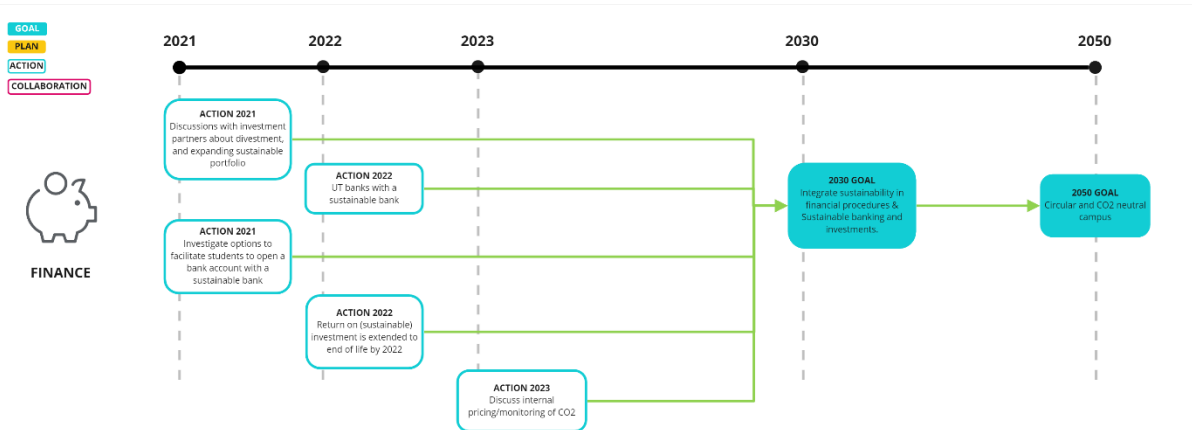 GOAL
PLAN
ACTION
COLLABORATION
2021
2022
2023
2030
2050
ACTION 2021
Discussions with investment
partners about divestment,
and expanding sustainable
portfolio
ACTION 2022
UT banks with a
sustainable bank
2030 GOAL
Integrate sustainability in
financial procedures &
Sustainable banking and
investments.
2050 GOAL
Circular and CO2 neutral
campus
ACTION 2021
Investigate options to
facilitate students to open a
bank account with a
sustainable bank
FINANCE
ACTION 2022
Return on (sustainable)
investment is extended to
end of life by 2022
ACTION 2023
Discuss internal
pricing/monitoring of CO2